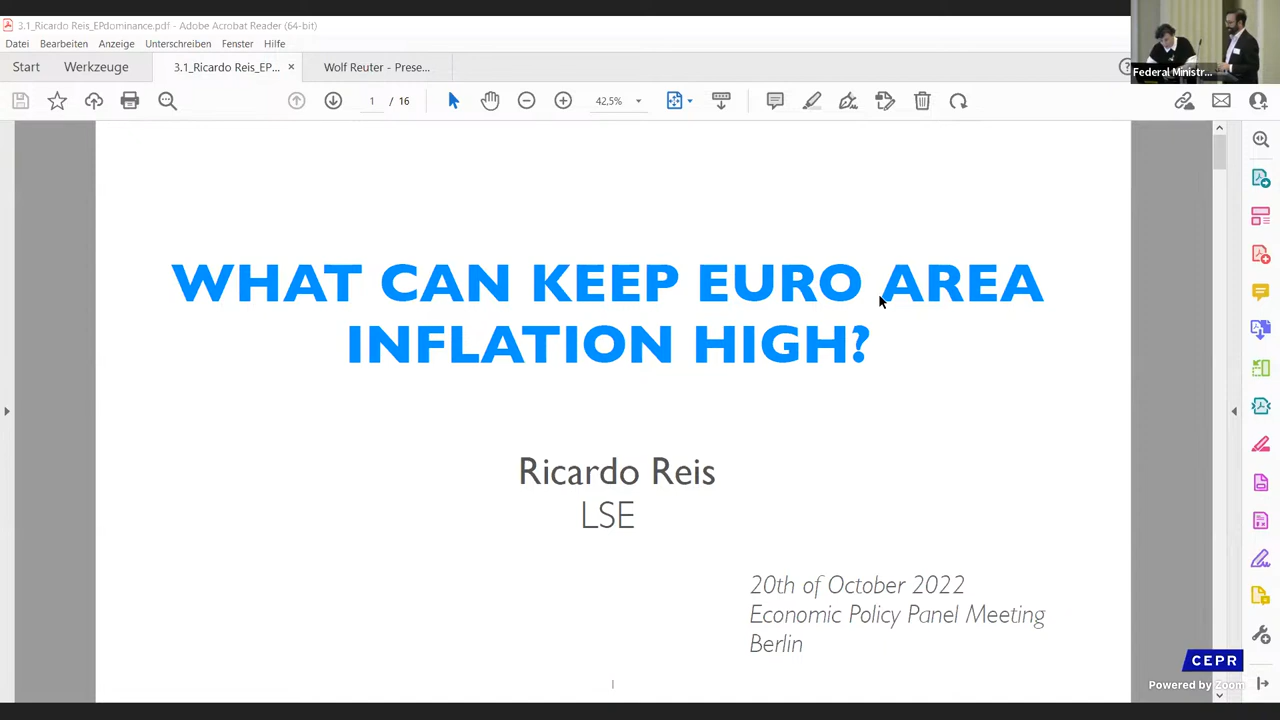 3.1_Ricardo Reis_EPdominance.pdf - Adobe Acrobat Reader (64-bit)
Datei Bearbeiten Anzeige Unterschreiben Fenster Hilfe
Start Werkzeuge 3.1_Ricardo Reis_EP... × Wolf Reuter - Prese...
1 / 16 42,5%
Federal Ministr...
WHAT CAN KEEP EURO AREA
INFLATION HIGH?
Ricardo Reis
LSE
20th of October 2022
Economic Policy Panel Meeting
Berlin
1
CEPR
Powered by Zoom